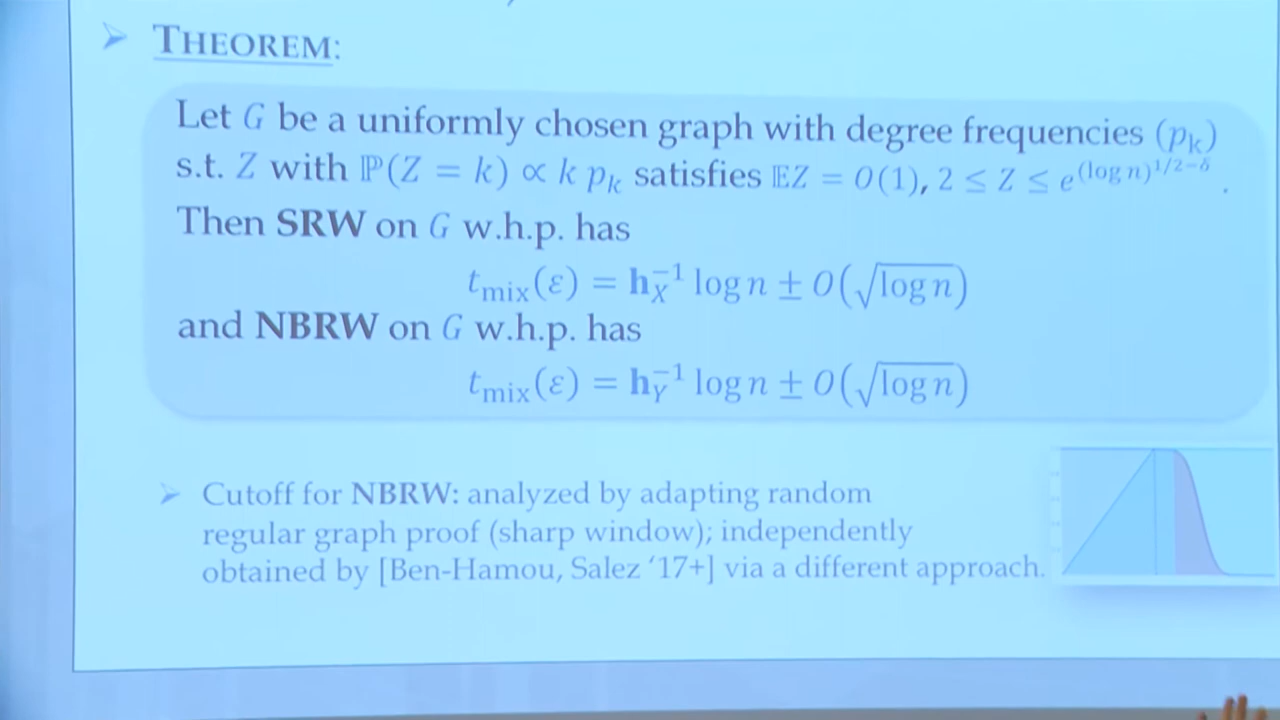 ➢ THEOREM:
Let G be a uniformly chosen graph with degree frequencies (pₖ)
s.t. Z with ℙ(Z = k) ∝ k pₖ satisfies 𝔼Z = O(1), 2 ≤ Z ≤ e^{(log n)^{1/2−δ}}.
Then SRW on G w.h.p. has
t_mix(ε) = h_X^{−1} log n ± O(√log n)
and NBRW on G w.h.p. has
t_mix(ε) = h_Y^{−1} log n ± O(√log n)
➢ Cutoff for NBRW: analyzed by adapting random
regular graph proof (sharp window); independently
obtained by [Ben-Hamou, Salez '17+] via a different approach.